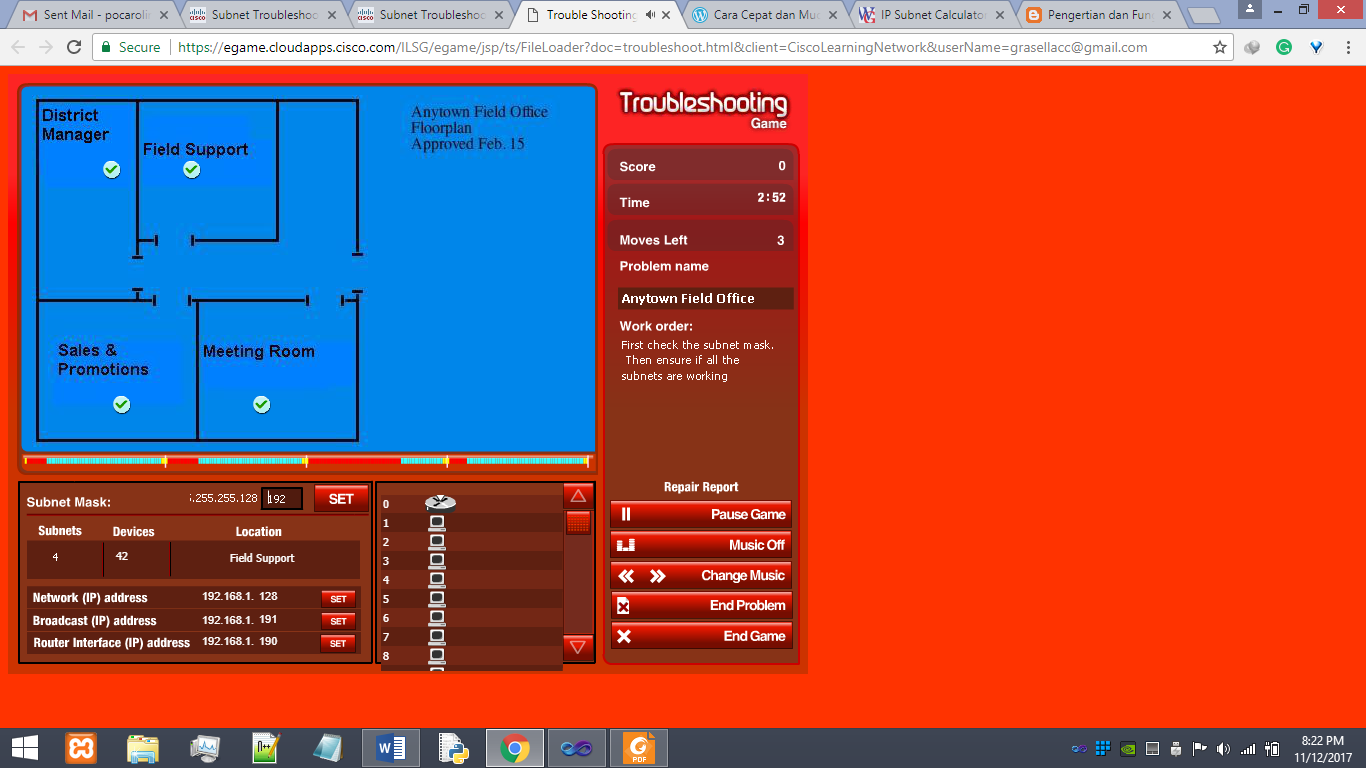 Sent Mail - pocarolin
Subnet Troubleshoo
Subnet Troubleshoo
Trouble Shooting
Cara Cepat dan Mud
IP Subnet Calculator
Pengertian dan Fun
Secure
https://egame.cloudapps.cisco.com/ILSG/egame/jsp/ts/FileLoader?doc=troubleshoot.html&client=CiscoLearningNetwork&userName=grasellacc@gmail.com
District
Manager
Field Support
Anytown Field Office
Floorplan
Approved Feb. 15
Sales &
Promotions
Meeting Room
Troubleshooting
Game
Score 0
Time 2:52
Moves Left 3
Problem name
Anytown Field Office
Work order:
First check the subnet mask.
Then ensure if all the
subnets are working
Repair Report
Pause Game
Music Off
Change Music
End Problem
End Game
Subnet Mask: .255.255.128 192 SET
Subnets Devices Location
4 42 Field Support
Network (IP) address 192.168.1. 128 SET
Broadcast (IP) address 192.168.1. 191 SET
Router Interface (IP) address 192.168.1. 190 SET
0
1
2
3
4
5
6
7
8
8:22 PM
11/12/2017